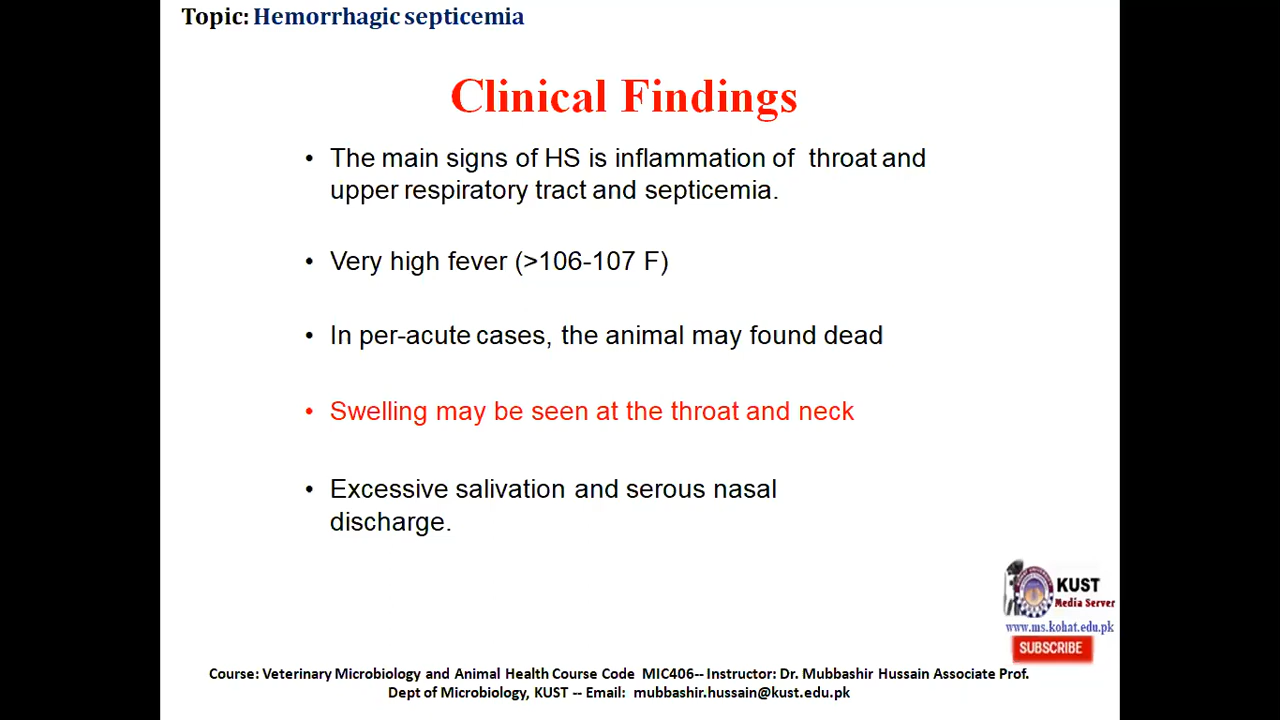 Topic: Hemorrhagic septicemia
Clinical Findings
• The main signs of HS is inflammation of throat and
upper respiratory tract and septicemia.
• Very high fever (>106-107 F)
• In per-acute cases, the animal may found dead
• Swelling may be seen at the throat and neck
• Excessive salivation and serous nasal
discharge.
KUST
Media Server
www.ms.kohat.edu.pk
SUBSCRIBE
Course: Veterinary Microbiology and Animal Health Course Code MIC406-- Instructor: Dr. Mubbashir Hussain Associate Prof.
Dept of Microbiology, KUST -- Email: mubbashir.hussain@kust.edu.pk